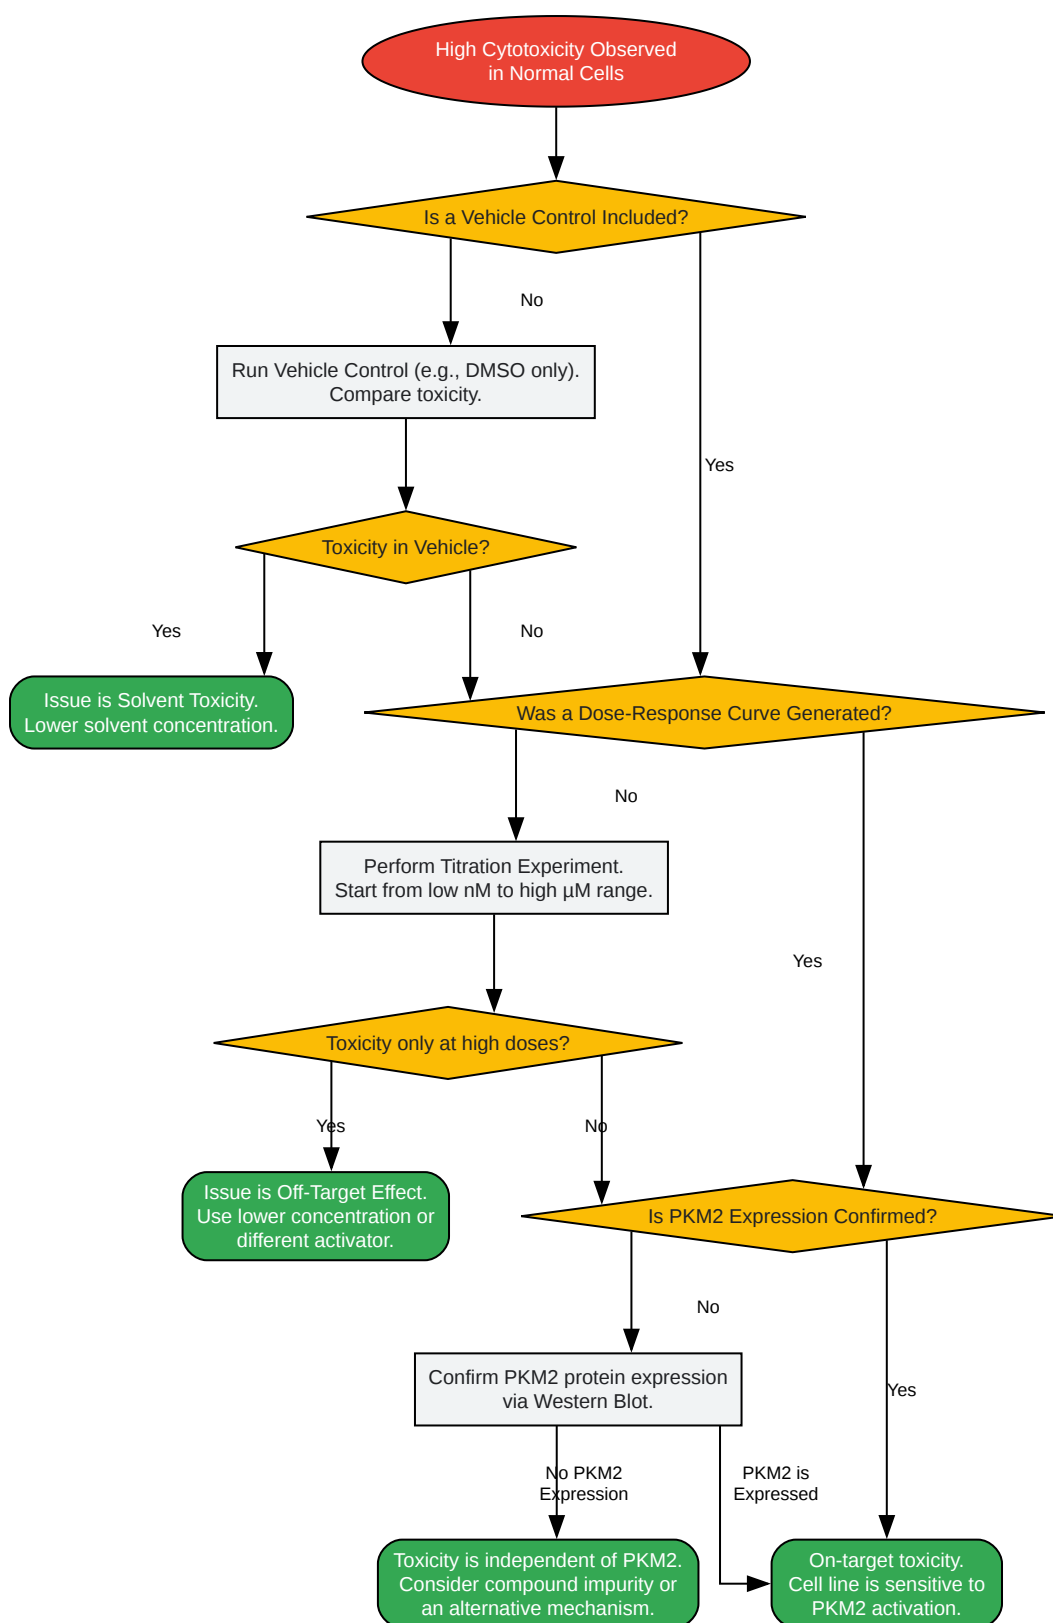 High Cytotoxicity Observed
in Normal Cells
Is a Vehicle Control Included?
No
Run Vehicle Control (e.g., DMSO only).
Compare toxicity.
Yes
Toxicity in Vehicle?
Yes
No
Issue is Solvent Toxicity.
Lower solvent concentration.
Was a Dose-Response Curve Generated?
No
Perform Titration Experiment.
Start from low nM to high µM range.
Yes
Toxicity only at high doses?
Yes
No
Issue is Off-Target Effect.
Use lower concentration or
different activator.
Is PKM2 Expression Confirmed?
No
Confirm PKM2 protein expression
via Western Blot.
Yes
No PKM2
Expression
PKM2 is
Expressed
Toxicity is independent of PKM2.
Consider compound impurity or
an alternative mechanism.
On-target toxicity.
Cell line is sensitive to
PKM2 activation.